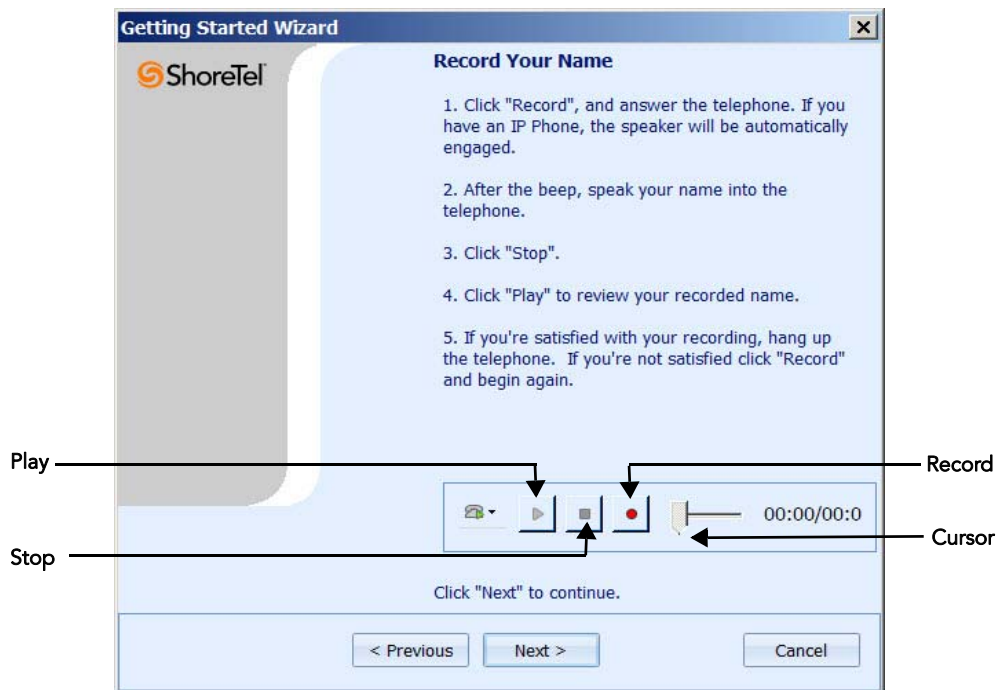 Getting Started Wizard
ShoreTel
Record Your Name
1. Click "Record", and answer the telephone. If you
have an IP Phone, the speaker will be automatically
engaged.
2. After the beep, speak your name into the
telephone.
3. Click "Stop".
4. Click "Play" to review your recorded name.
5. If you're satisfied with your recording, hang up
the telephone. If you're not satisfied click "Record"
and begin again.
Play
Record
00:00/00:0
Cursor
Stop
Click "Next" to continue.
< Previous
Next >
Cancel